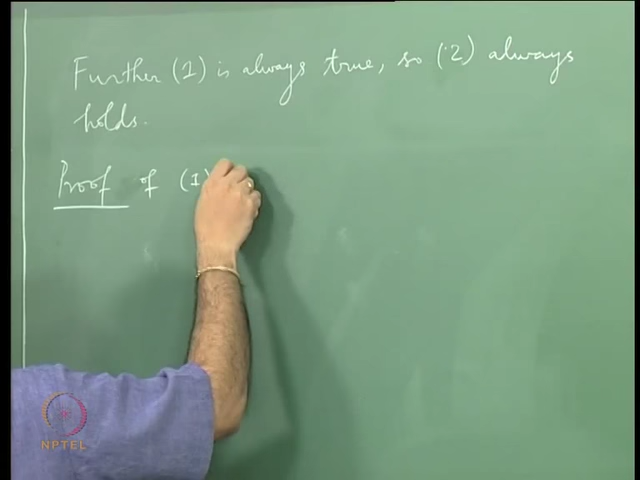 Further (1) is always true, so (2) always
holds.
Proof of (1)
NPTEL